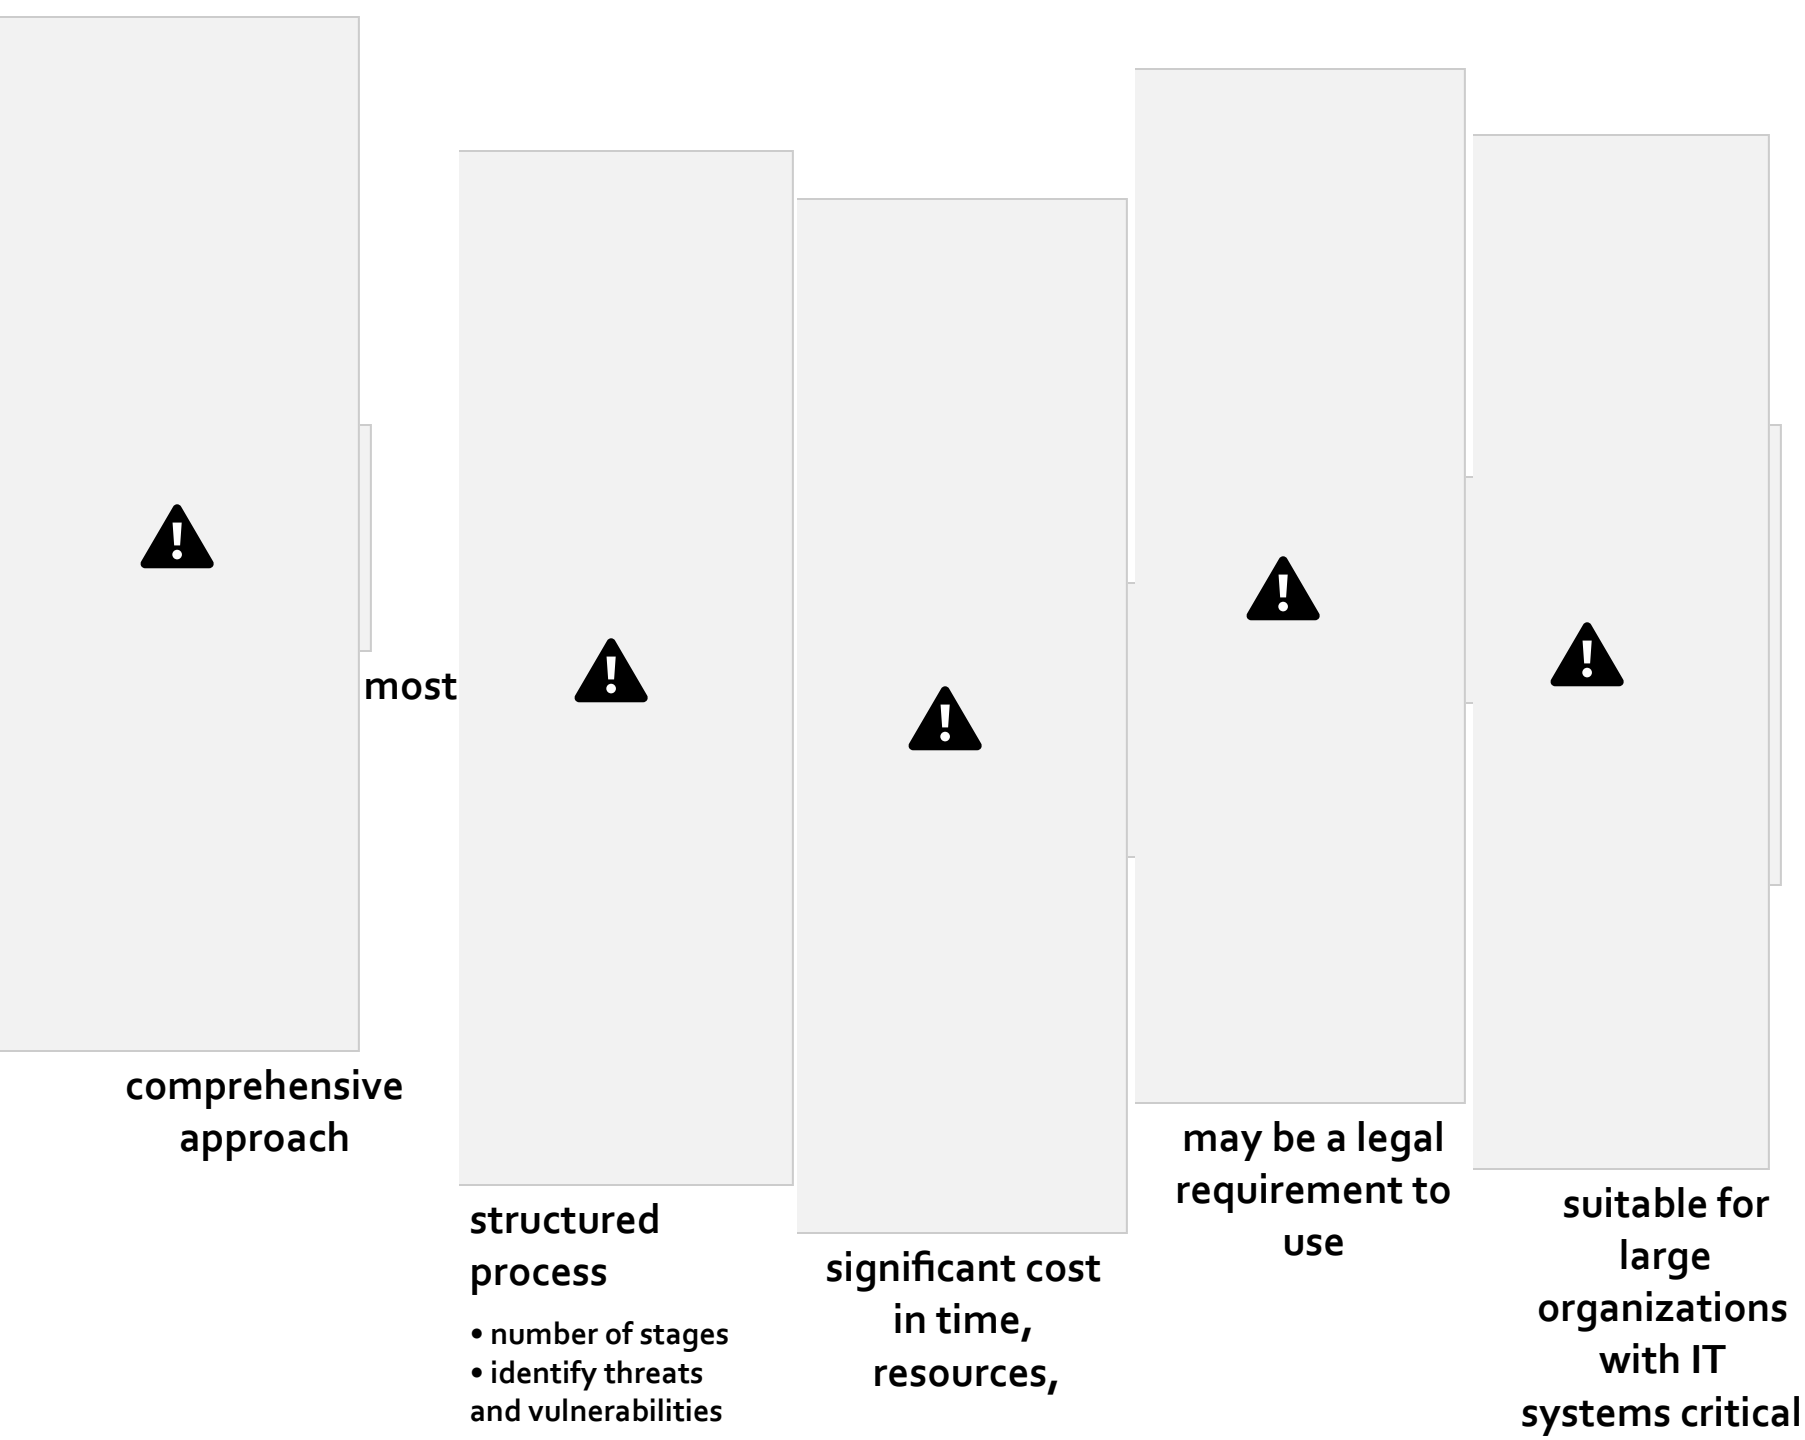 most
comprehensive
approach
structured
process
• number of stages
• identify threats
and vulnerabilities
significant cost
in time,
resources,
may be a legal
requirement to
use
suitable for
large
organizations
with IT
systems critical